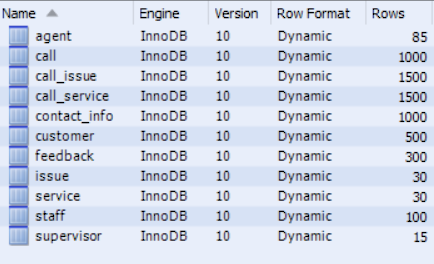 Name Engine Version Row Format Rows
agent InnoDB 10 Dynamic 85
call InnoDB 10 Dynamic 1000
call_issue InnoDB 10 Dynamic 1500
call_service InnoDB 10 Dynamic 1500
contact_info InnoDB 10 Dynamic 1000
customer InnoDB 10 Dynamic 500
feedback InnoDB 10 Dynamic 300
issue InnoDB 10 Dynamic 30
service InnoDB 10 Dynamic 30
staff InnoDB 10 Dynamic 100
supervisor InnoDB 10 Dynamic 15